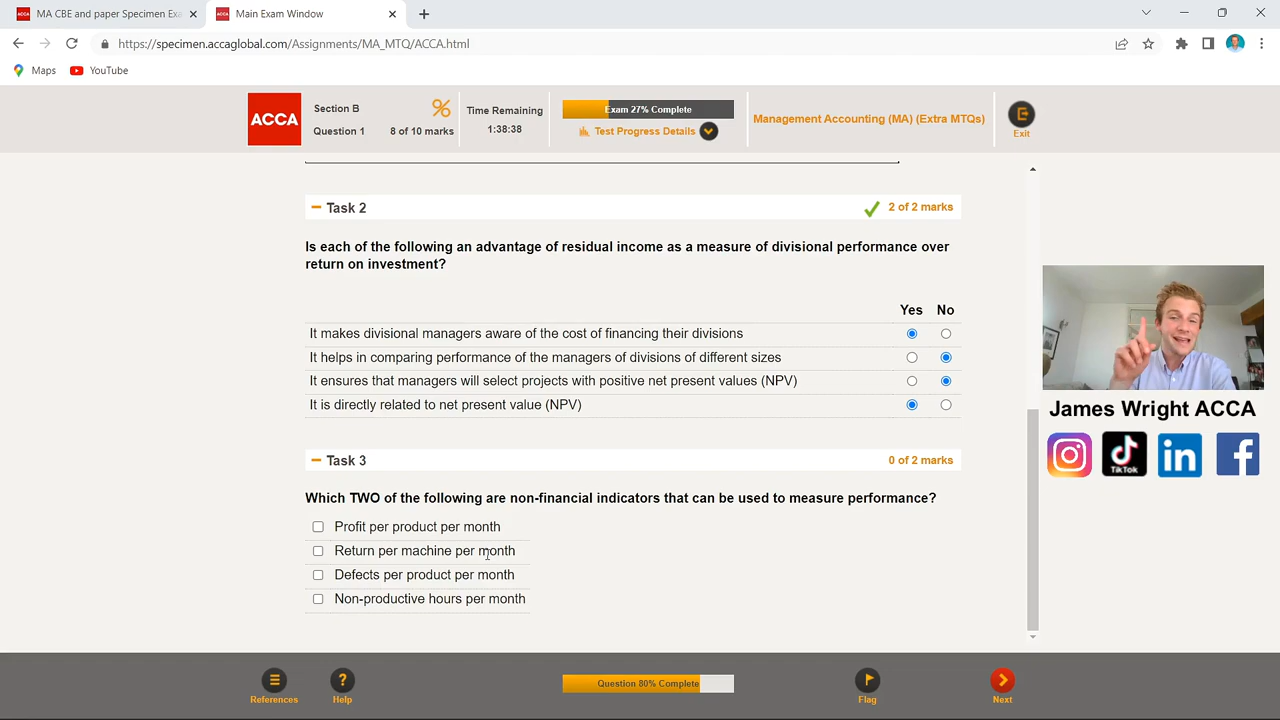 MA CBE and paper Specimen Exa
Main Exam Window
https://specimen.accaglobal.com/Assignments/MA_MTQ/ACCA.html
Maps
YouTube
ACCA
Section B
Question 1
%
8 of 10 marks
Time Remaining
1:38:38
Exam 27% Complete
Test Progress Details
Management Accounting (MA) (Extra MTQs)
Exit
Task 2
2 of 2 marks
Is each of the following an advantage of residual income as a measure of divisional performance over
return on investment?
Yes No
It makes divisional managers aware of the cost of financing their divisions
It helps in comparing performance of the managers of divisions of different sizes
It ensures that managers will select projects with positive net present values (NPV)
It is directly related to net present value (NPV)
Task 3
0 of 2 marks
Which TWO of the following are non-financial indicators that can be used to measure performance?
Profit per product per month
Return per machine per month
Defects per product per month
Non-productive hours per month
James Wright ACCA
TikTok
in
References
? Help
Question 80% Complete
Flag
Next